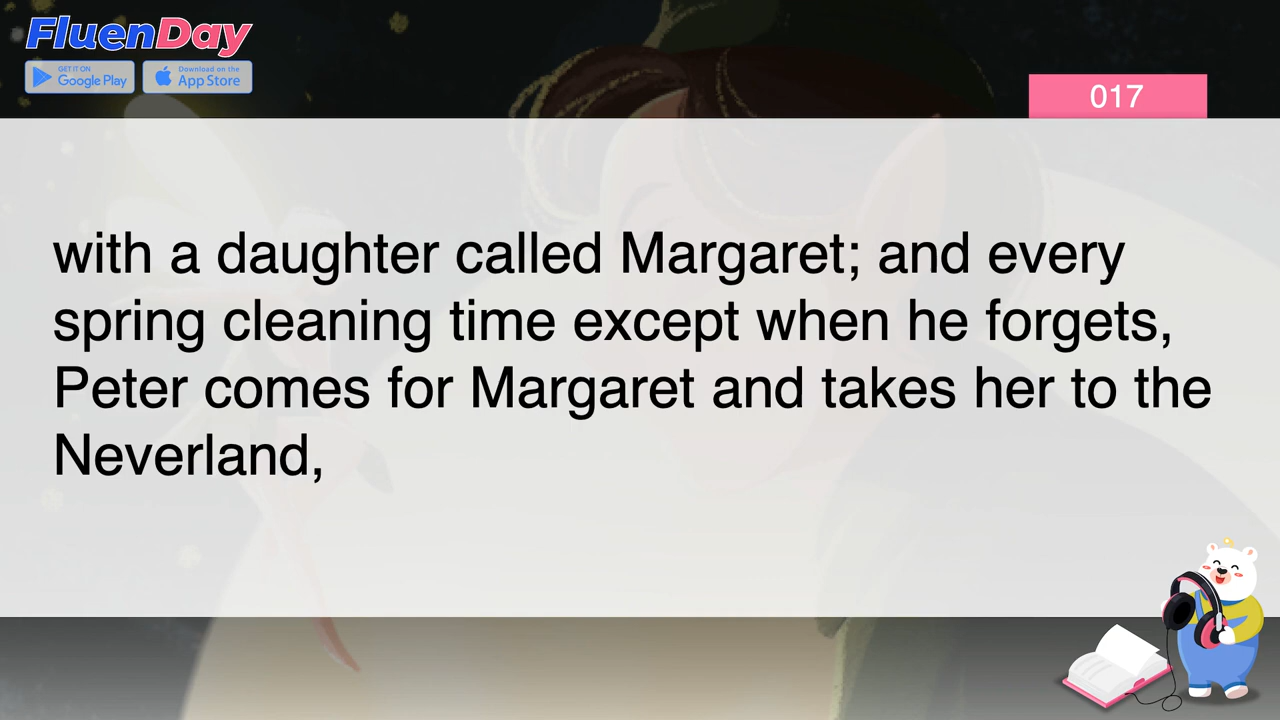 FluenDay
GET IT ON
Google Play
Download on the
App Store
017
with a daughter called Margaret; and every
spring cleaning time except when he forgets,
Peter comes for Margaret and takes her to the
Neverland,